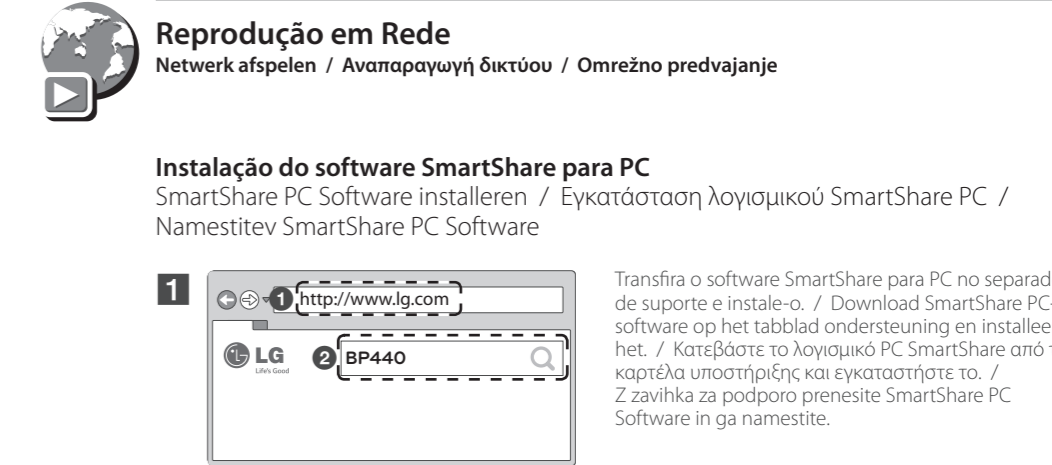 Reprodução em Rede
Netwerk afspelen / Αναπαραγωγή δικτύου / Omrežno predvajanje
Instalação do software SmartShare para PC
SmartShare PC Software installeren / Εγκατάσταση λογισμικού SmartShare PC /
Namestitev SmartShare PC Software
1
1 http://www.lg.com
LG
Life's Good
2 BP440
Transfira o software SmartShare para PC no separad
de suporte e instale-o. / Download SmartShare PC-
software op het tabblad ondersteuning en installee
het. / Κατεβάστε το λογισμικό PC SmartShare από
καρτέλα υποστήριξης και εγκαταστήστε το. /
Z zavihka za podporo prenesite SmartShare PC
Software in ga namestite.